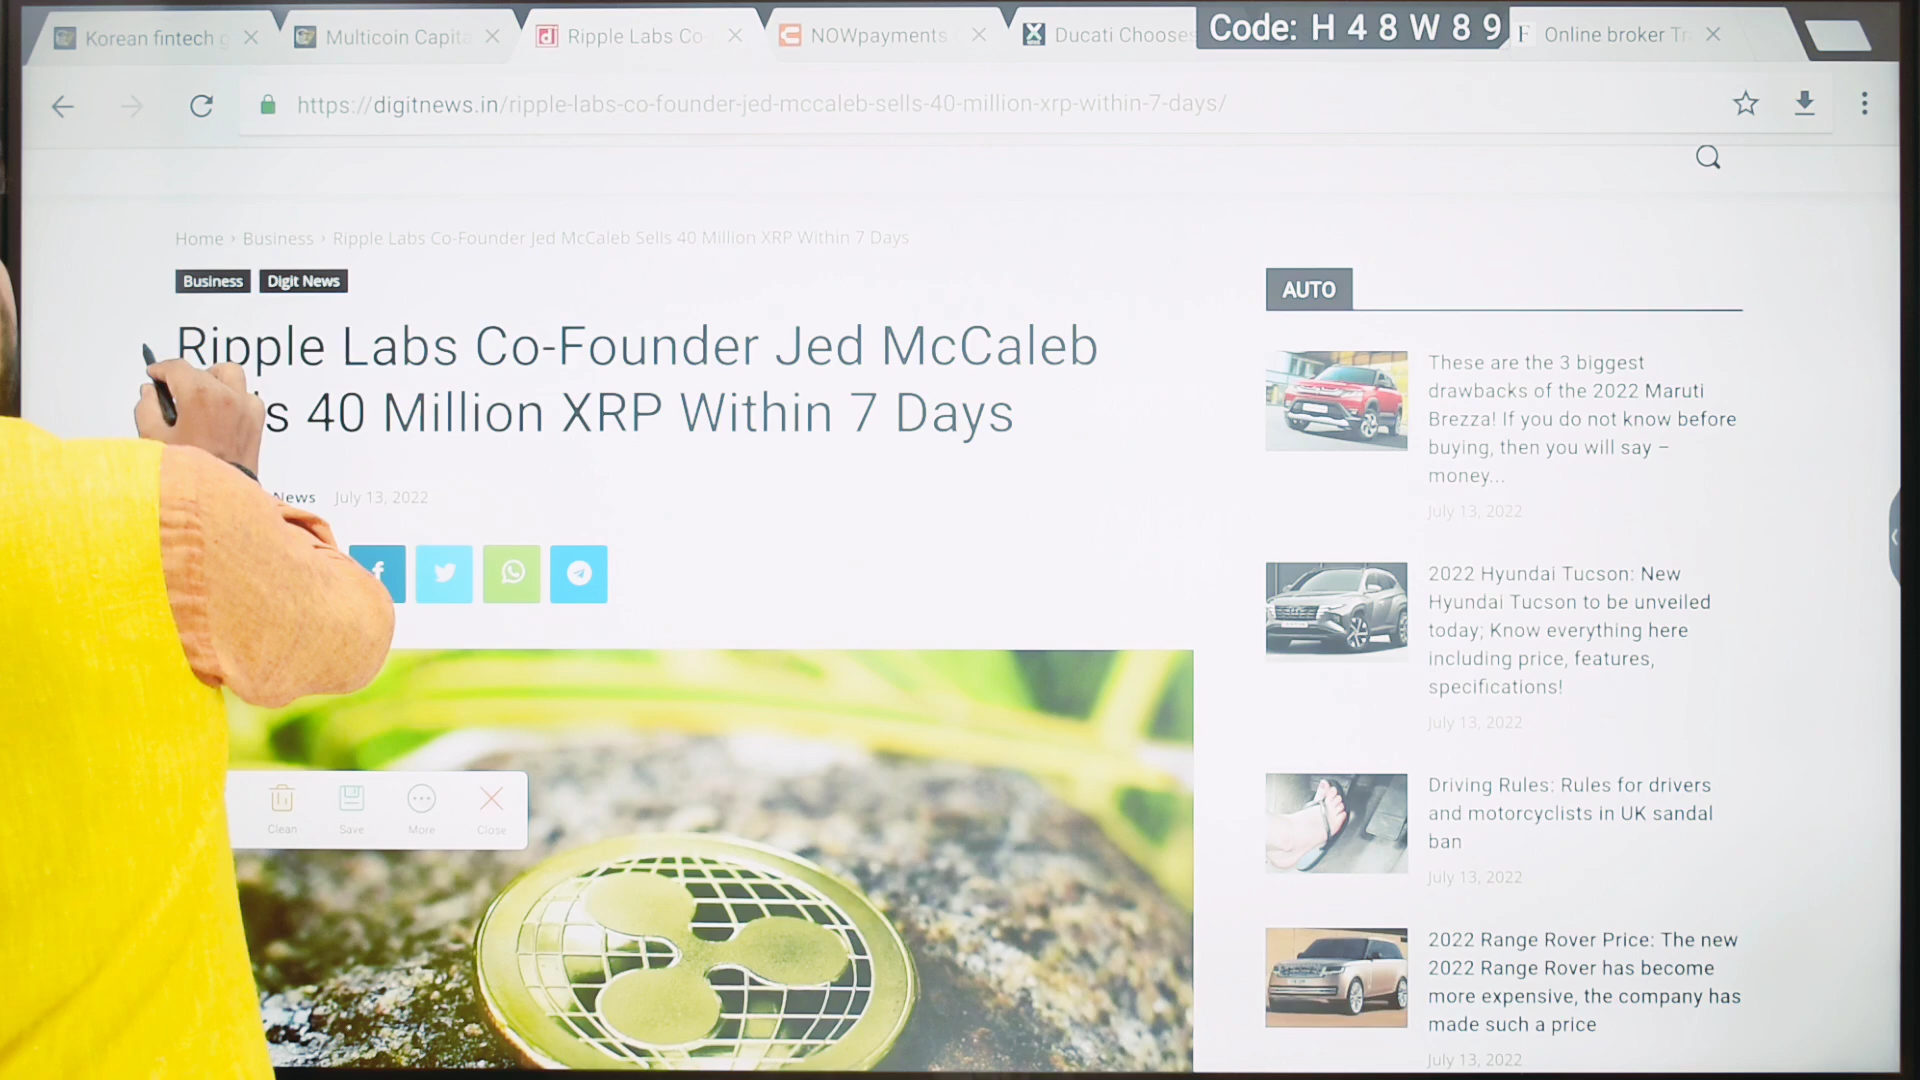 Korean fintech g
Multicoin Capita
Ripple Labs Co-
NOWpayments
Ducati Chooses
Code: H 4 8 W 8 9
Online broker Tr
https://digitnews.in/ripple-labs-co-founder-jed-mccaleb-sells-40-million-xrp-within-7-days/
Home › Business › Ripple Labs Co-Founder Jed McCaleb Sells 40 Million XRP Within 7 Days
Business
Digit News
Ripple Labs Co-Founder Jed McCaleb
s 40 Million XRP Within 7 Days
News July 13, 2022
AUTO
These are the 3 biggest
drawbacks of the 2022 Maruti
Brezza! If you do not know before
buying, then you will say –
money...
July 13, 2022
2022 Hyundai Tucson: New
Hyundai Tucson to be unveiled
today; Know everything here
including price, features,
specifications!
July 13, 2022
Driving Rules: Rules for drivers
and motorcyclists in UK sandal
ban
July 13, 2022
2022 Range Rover Price: The new
2022 Range Rover has become
more expensive, the company has
made such a price
July 13, 2022
Clean
Save
More
Close